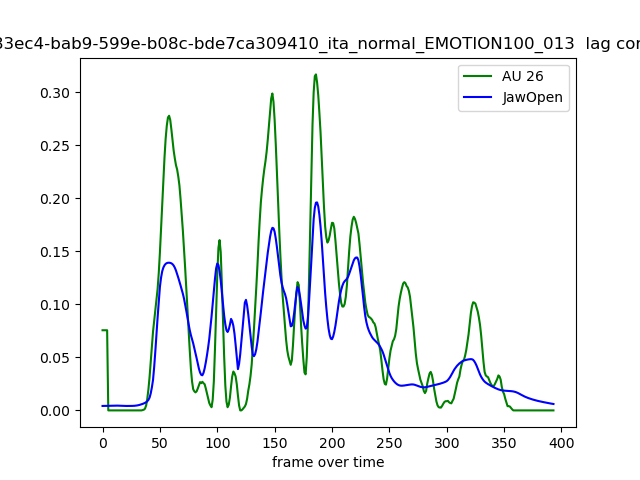 33ec4-bab9-599e-b08c-bde7ca309410_ita_normal_EMOTION100_013 lag cor
AU 26
JawOpen
0.30
0.25
0.20
0.15
0.10
0.05
0.00
0 50 100 150 200 250 300 350 400
frame over time